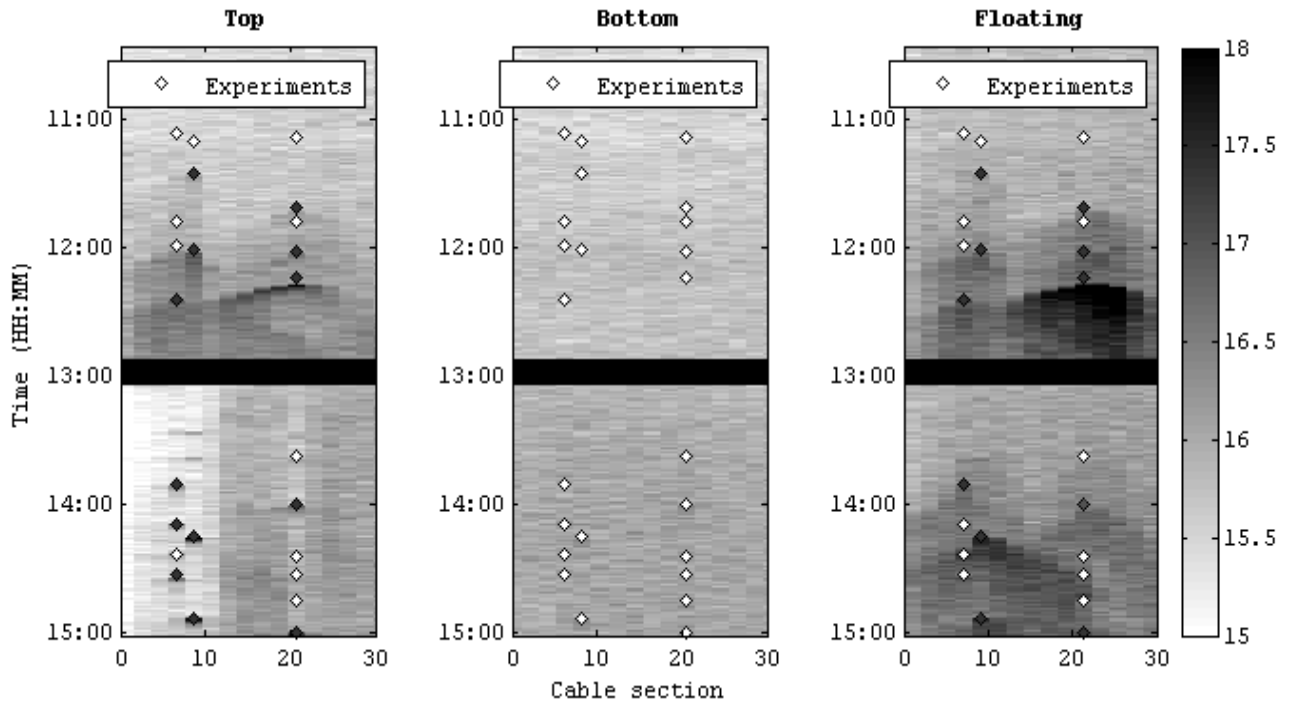 Top Bottom Floating
Experiments Experiments Experiments
18
17.5
17
16.5
16
15.5
15
Time (HH:MM)
11:00 11:00 11:00
12:00 12:00 12:00
13:00 13:00 13:00
14:00 14:00 14:00
15:00 15:00 15:00
0 10 20 30 0 10 20 30 0 10 20 30
Cable section